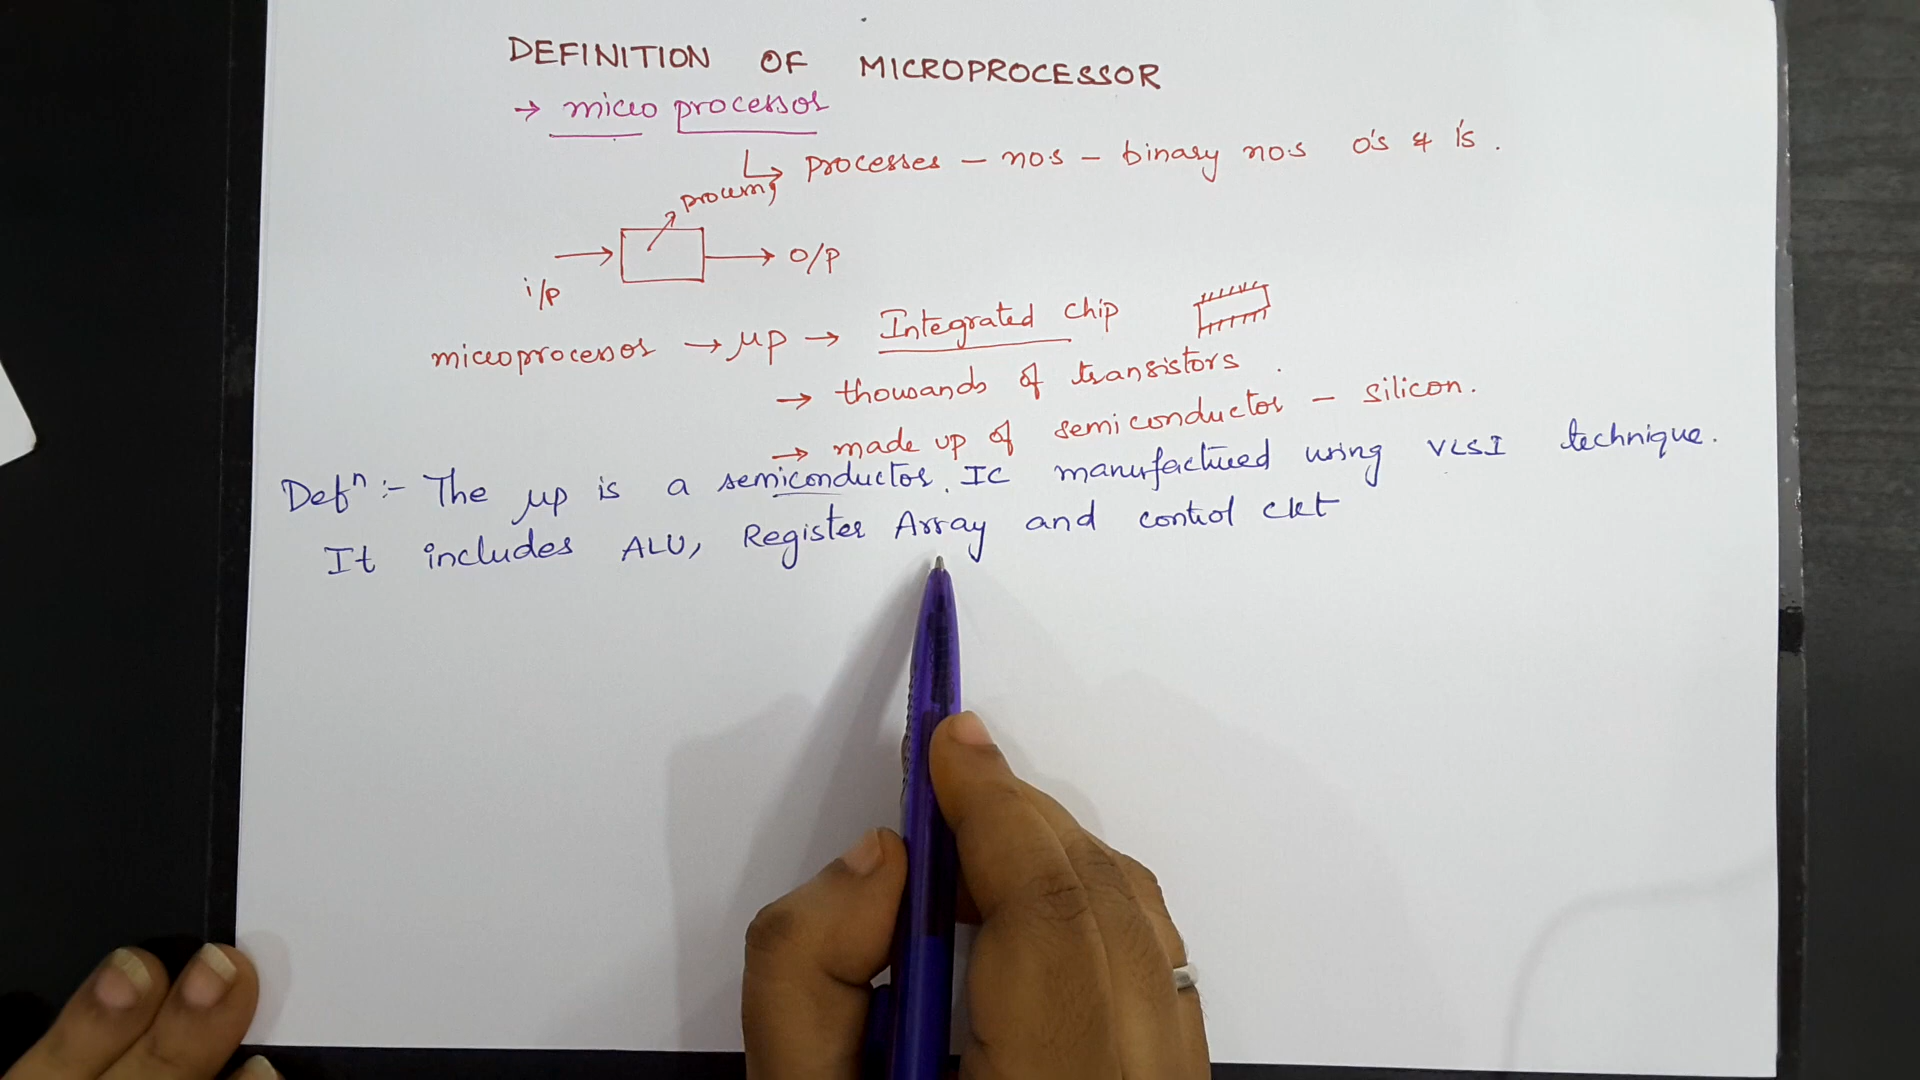 DEFINITION OF MICROPROCESSOR
→ micro processor
↳ processes – nos – binary nos 0's & 1's .
i/p → → o/p
microprocessor → μp → Integrated chip
→ thousands of transistors .
→ made up of semiconductor – silicon.
Defⁿ :- The μp is a semiconductor. IC manufactured using VLSI technique.
It includes ALU, Register Array and control ckt